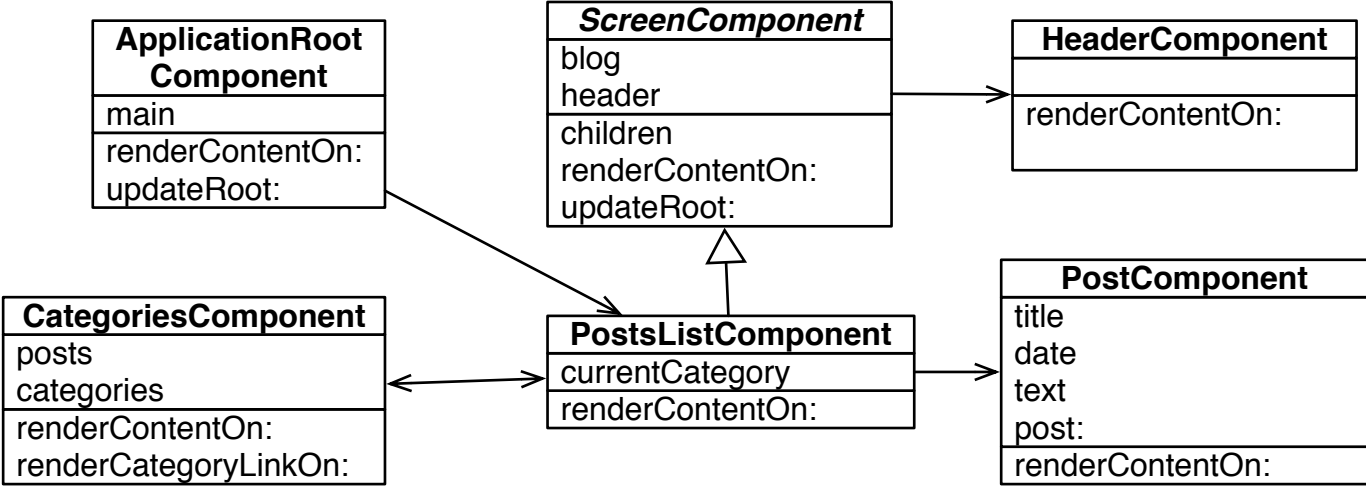 ApplicationRoot
Component
main
renderContentOn:
updateRoot:
ScreenComponent
blog
header
children
renderContentOn:
updateRoot:
HeaderComponent
renderContentOn:
CategoriesComponent
posts
categories
renderContentOn:
renderCategoryLinkOn:
PostsListComponent
currentCategory
renderContentOn:
PostComponent
title
date
text
post:
renderContentOn: